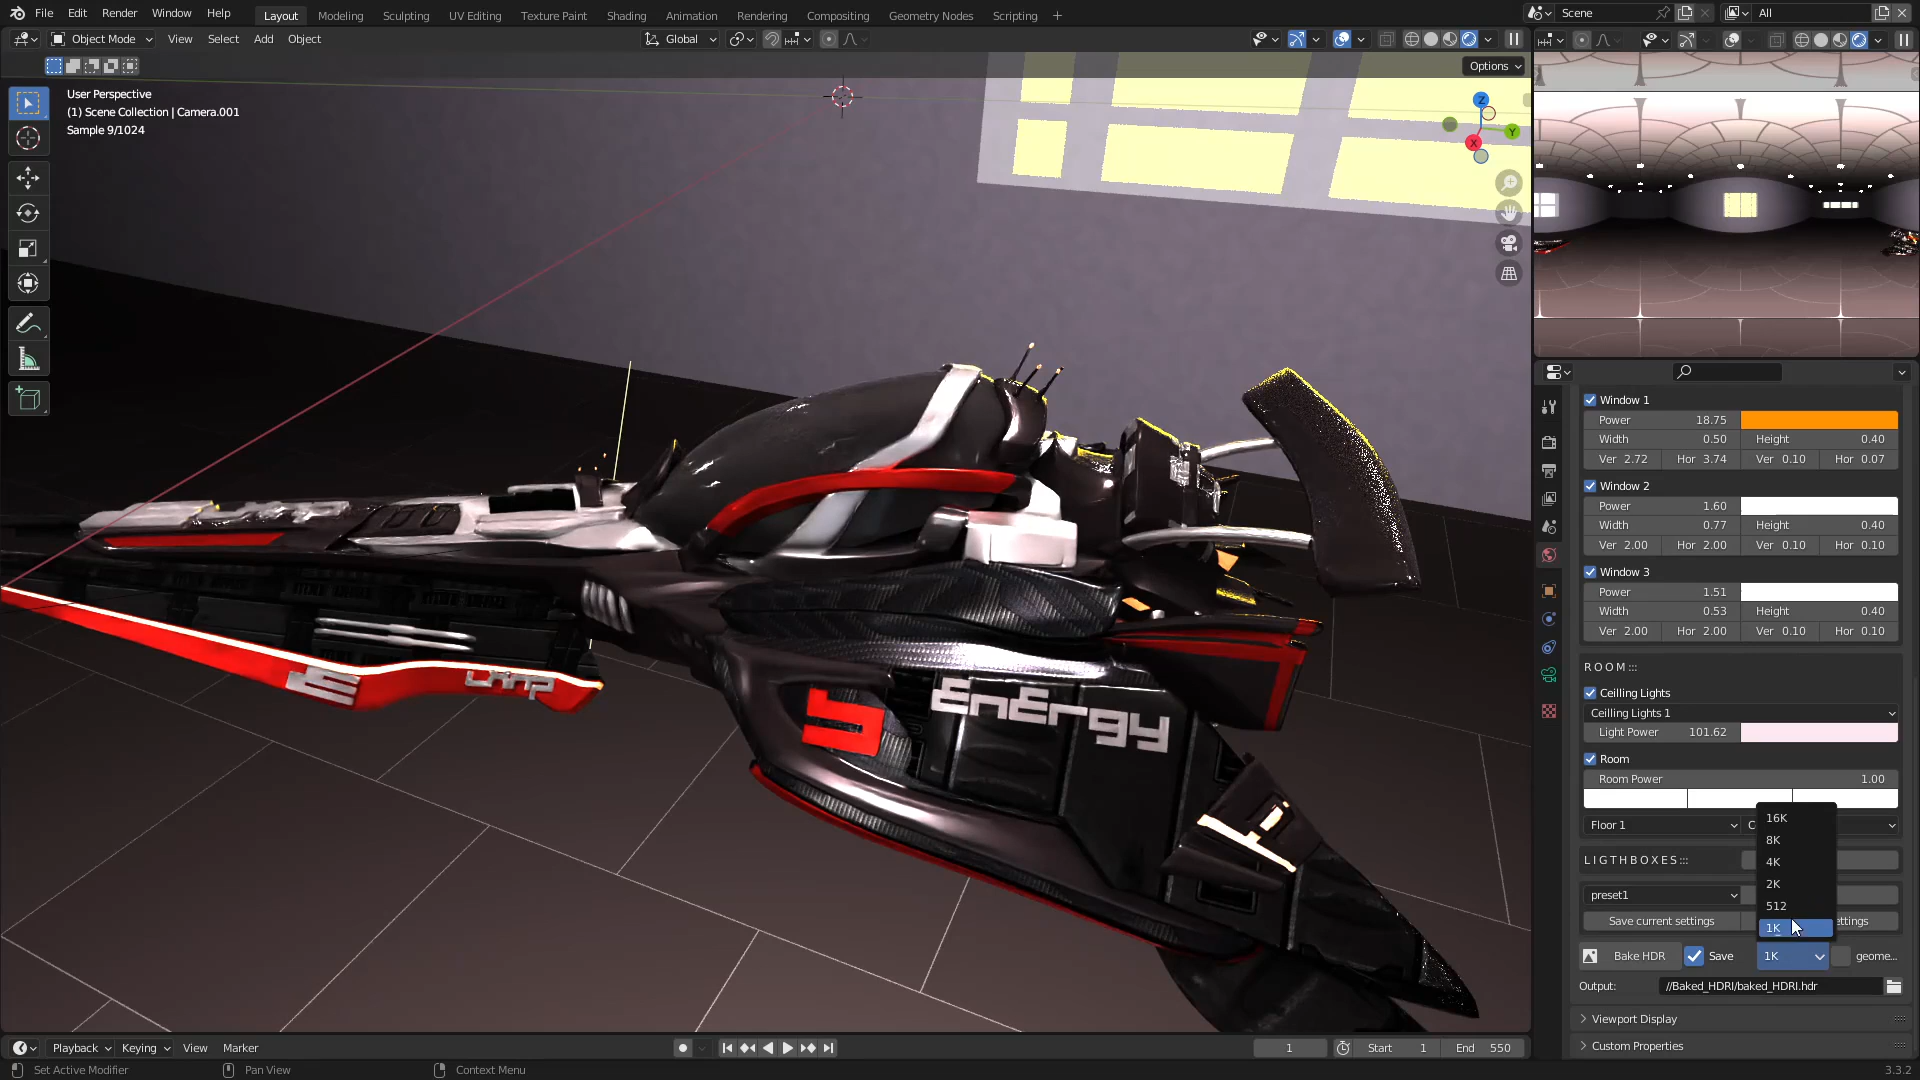 File Edit Render Window Help
Layout Modeling Sculpting UV Editing Texture Paint Shading Animation Rendering Compositing Geometry Nodes Scripting +
Scene
All
Object Mode View Select Add Object
Global
Options
User Perspective
(1) Scene Collection | Camera.001
Sample 9/1024
Z
Y
X
Window 1
Power 18.75
Width 0.50 Height 0.40
Ver 2.72 Hor 3.74 Ver 0.10 Hor 0.07
Window 2
Power 1.60
Width 0.77 Height 0.40
Ver 2.00 Hor 2.00 Ver 0.10 Hor 0.10
Window 3
Power 1.51
Width 0.53 Height 0.40
Ver 2.00 Hor 2.00 Ver 0.10 Hor 0.10
ROOM:::
Ceilling Lights
Ceilling Lights 1
Light Power 101.62
Room
Room Power 1.00
16K
Floor 1 C
8K
LIGTHBOXES::: 4K
2K
preset1
512
Save current settings ettings
1K
Bake HDR Save 1K geome...
Output: //Baked_HDRI/baked_HDRI.hdr
Viewport Display
Custom Properties
Energy
Playback Keying View Marker
1 Start 1 End 550
Set Active Modifier Pan View Context Menu
3.3.2